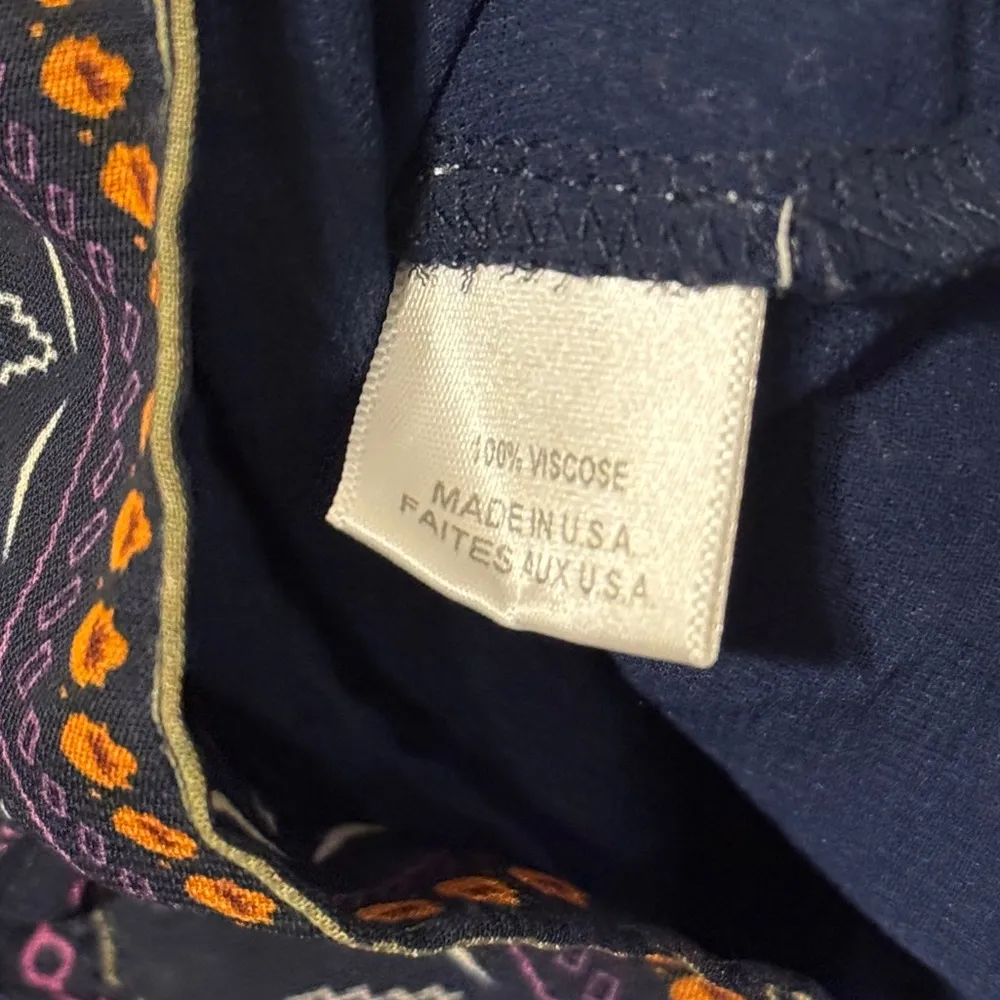 100% VISCOSE
MADE IN U.S.A.
FAITES AUX U.S.A